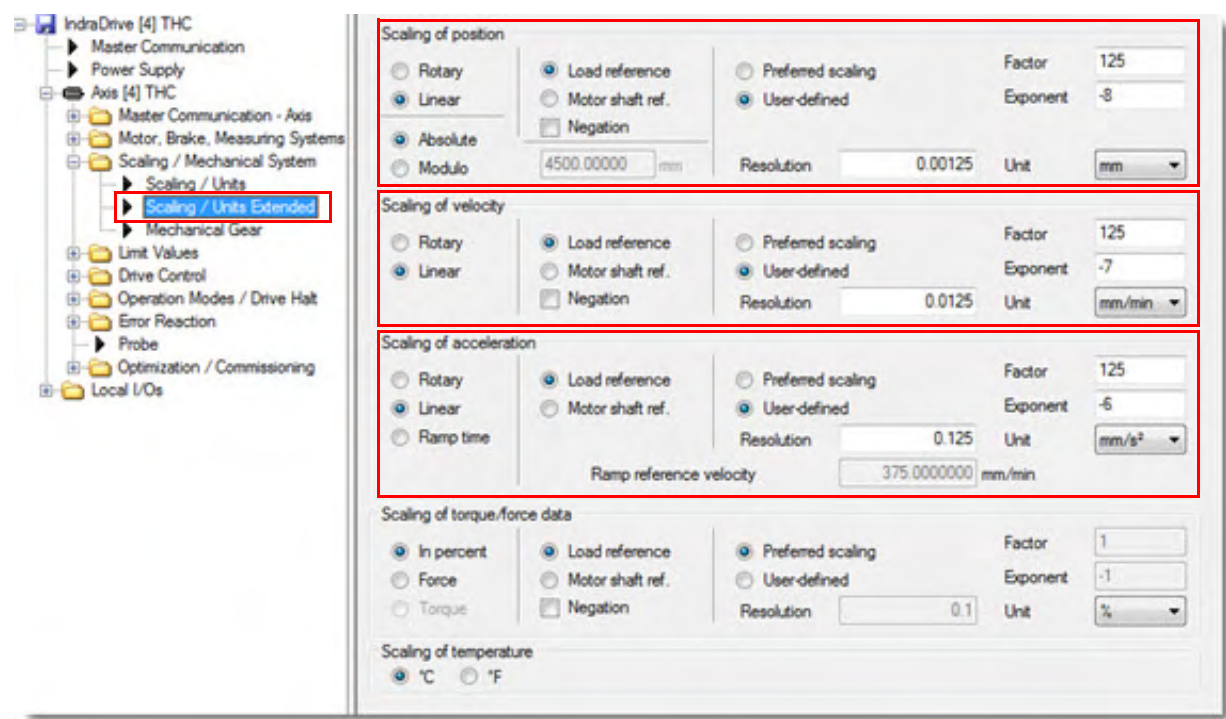 IndraDrive [4] THC
Master Communication
Power Supply
Axis [4] THC
Master Communication - Axis
Motor, Brake, Measuring Systems
Scaling / Mechanical System
Scaling / Units
Scaling / Units Extended
Mechanical Gear
Limit Values
Drive Control
Operation Modes / Drive Halt
Error Reaction
Probe
Optimization / Commissioning
Local I/Os
Scaling of position
Rotary Load reference Preferred scaling Factor 125
Linear Motor shaft ref. User-defined Exponent -8
Absolute Negation
Modulo 4500.00000 mm Resolution 0.00125 Unit mm
Scaling of velocity
Rotary Load reference Preferred scaling Factor 125
Linear Motor shaft ref. User-defined Exponent -7
Negation Resolution 0.0125 Unit mm/min
Scaling of acceleration
Rotary Load reference Preferred scaling Factor 125
Linear Motor shaft ref. User-defined Exponent -6
Ramp time Resolution 0.125 Unit mm/s²
Ramp reference velocity 375.0000000 mm/min
Scaling of torque/force data
In percent Load reference Preferred scaling Factor 1
Force Motor shaft ref. User-defined Exponent -1
Torque Negation Resolution 0.1 Unit %
Scaling of temperature
°C °F